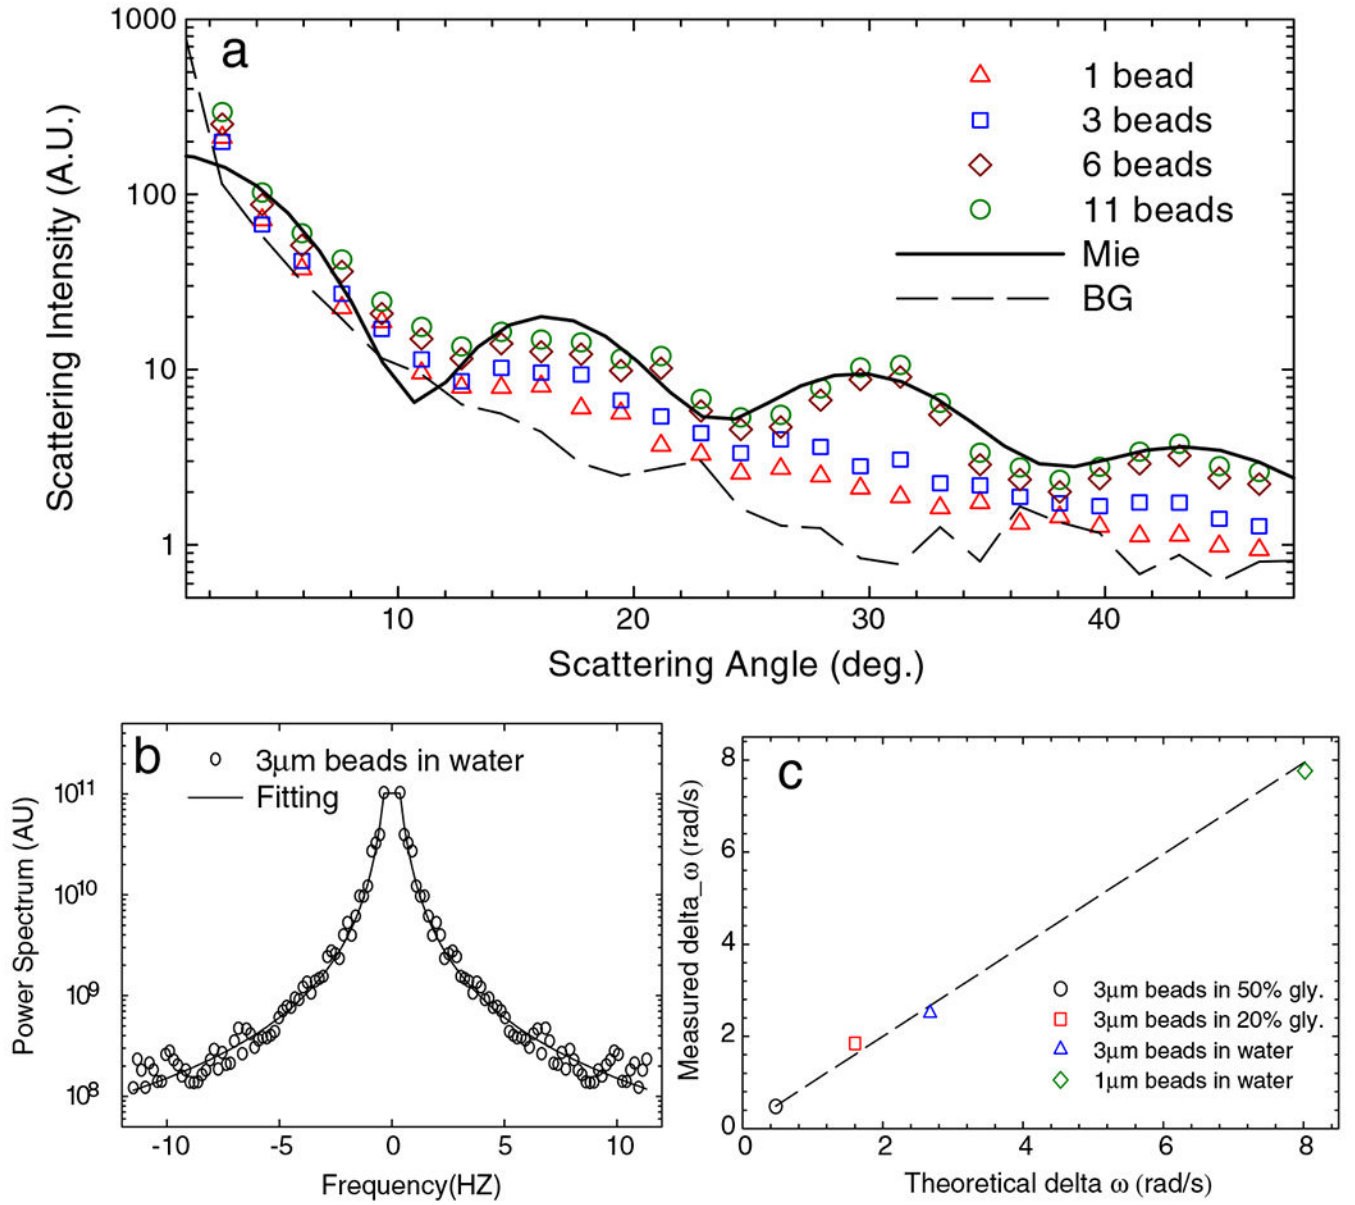 a
1000
100
10
1
Scattering Intensity (A.U.)
1 bead
3 beads
6 beads
11 beads
Mie
BG
10 20 30 40
Scattering Angle (deg.)
b
3μm beads in water
Fitting
10¹¹
10¹⁰
10⁹
10⁸
Power Spectrum (AU)
-10 -5 0 5 10
Frequency(HZ)
c
8
6
4
2
0
Measured delta_ω (rad/s)
3μm beads in 50% gly.
3μm beads in 20% gly.
3μm beads in water
1μm beads in water
0 2 4 6 8
Theoretical delta ω (rad/s)